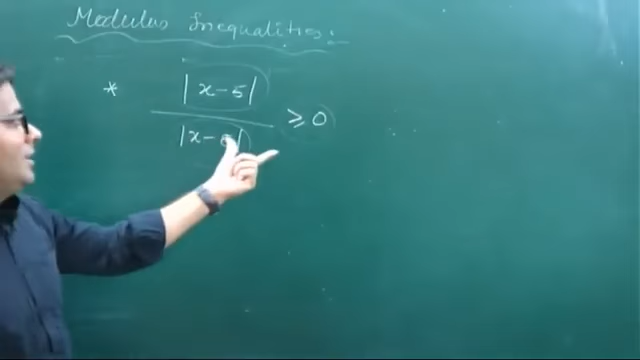 Modulus Inequalities:-
* |x-5|
|x-
≥ 0